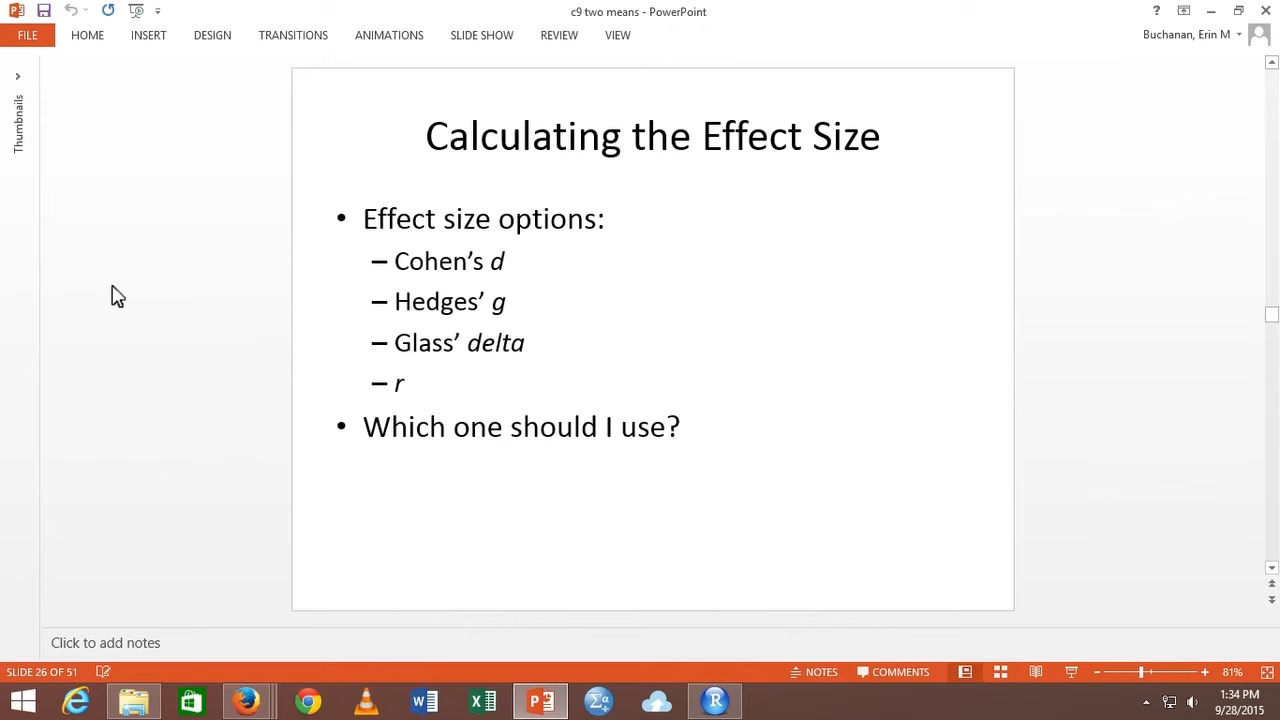 c9 two means - PowerPoint
?
FILE HOME INSERT DESIGN TRANSITIONS ANIMATIONS SLIDE SHOW REVIEW VIEW Buchanan, Erin M
Thumbnails
Calculating the Effect Size
• Effect size options:
– Cohen’s d
– Hedges’ g
– Glass’ delta
– r
• Which one should I use?
Click to add notes
SLIDE 26 OF 51 NOTES COMMENTS 81%
1:34 PM
9/28/2015